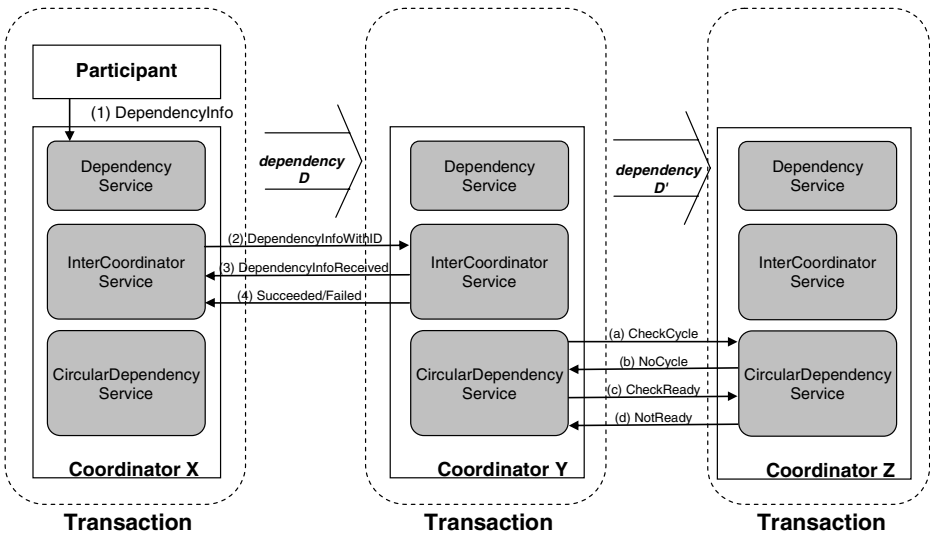 Participant
(1) DependencyInfo
Dependency
Service
InterCoordinator
Service
CircularDependency
Service
Coordinator X
Transaction
dependency
D
(2) DependencyInfoWithID
(3) DependencyInfoReceived
(4) Succeeded/Failed
Dependency
Service
InterCoordinator
Service
CircularDependency
Service
Coordinator Y
Transaction
dependency
D'
(a) CheckCycle
(b) NoCycle
(c) CheckReady
(d) NotReady
Dependency
Service
InterCoordinator
Service
CircularDependency
Service
Coordinator Z
Transaction